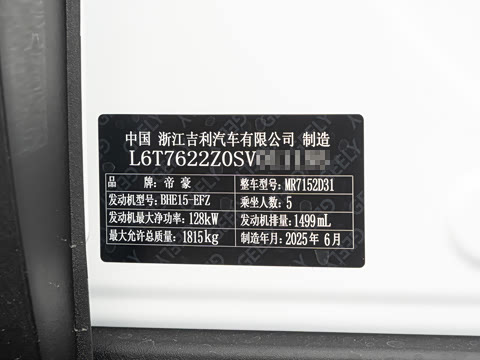 中国 浙江吉利汽车有限公司 制造
L6T7622Z0SV
品 牌:帝豪 整车型号:MR7152D31
发动机型号:BHE15-EFZ 乘坐人数:5
发动机最大净功率:128kW 发动机排量:1499mL
最大允许总质量:1815kg 制造年月:2025年6月